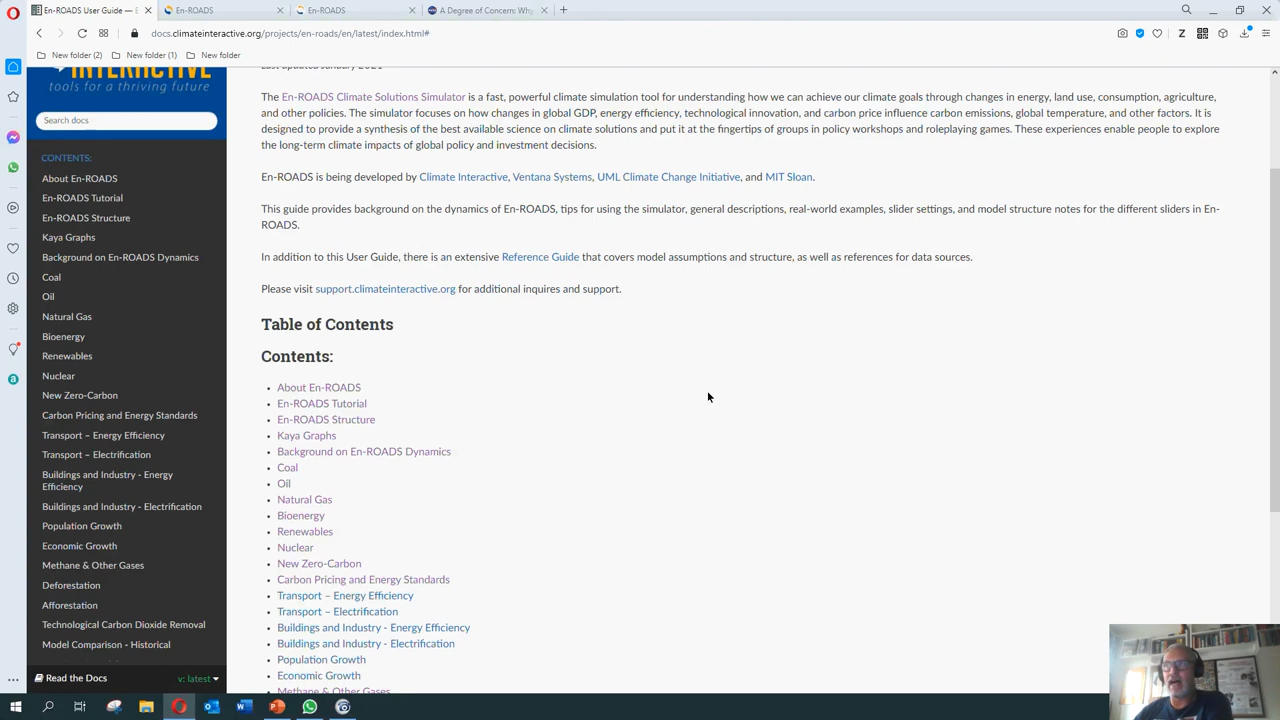 En-ROADS User Guide —
En-ROADS
En-ROADS
A Degree of Concern: Why
docs.climateinteractive.org/projects/en-roads/en/latest/index.html#
New folder (2)
New folder (1)
New folder
INTERACTIVE
tools for a thriving future
Search docs
CONTENTS:
About En-ROADS
En-ROADS Tutorial
En-ROADS Structure
Kaya Graphs
Background on En-ROADS Dynamics
Coal
Oil
Natural Gas
Bioenergy
Renewables
Nuclear
New Zero-Carbon
Carbon Pricing and Energy Standards
Transport – Energy Efficiency
Transport – Electrification
Buildings and Industry - Energy
Efficiency
Buildings and Industry - Electrification
Population Growth
Economic Growth
Methane & Other Gases
Deforestation
Afforestation
Technological Carbon Dioxide Removal
Model Comparison - Historical
Read the Docs
v: latest
Last updated January 2021
The En-ROADS Climate Solutions Simulator is a fast, powerful climate simulation tool for understanding how we can achieve our climate goals through changes in energy, land use, consumption, agriculture,
and other policies. The simulator focuses on how changes in global GDP, energy efficiency, technological innovation, and carbon price influence carbon emissions, global temperature, and other factors. It is
designed to provide a synthesis of the best available science on climate solutions and put it at the fingertips of groups in policy workshops and roleplaying games. These experiences enable people to explore
the long-term climate impacts of global policy and investment decisions.
En-ROADS is being developed by Climate Interactive, Ventana Systems, UML Climate Change Initiative, and MIT Sloan.
This guide provides background on the dynamics of En-ROADS, tips for using the simulator, general descriptions, real-world examples, slider settings, and model structure notes for the different sliders in En-
ROADS.
In addition to this User Guide, there is an extensive Reference Guide that covers model assumptions and structure, as well as references for data sources.
Please visit support.climateinteractive.org for additional inquires and support.
Table of Contents
Contents:
• About En-ROADS
• En-ROADS Tutorial
• En-ROADS Structure
• Kaya Graphs
• Background on En-ROADS Dynamics
• Coal
• Oil
• Natural Gas
• Bioenergy
• Renewables
• Nuclear
• New Zero-Carbon
• Carbon Pricing and Energy Standards
• Transport – Energy Efficiency
• Transport – Electrification
• Buildings and Industry - Energy Efficiency
• Buildings and Industry - Electrification
• Population Growth
• Economic Growth
• Methane & Other Gases